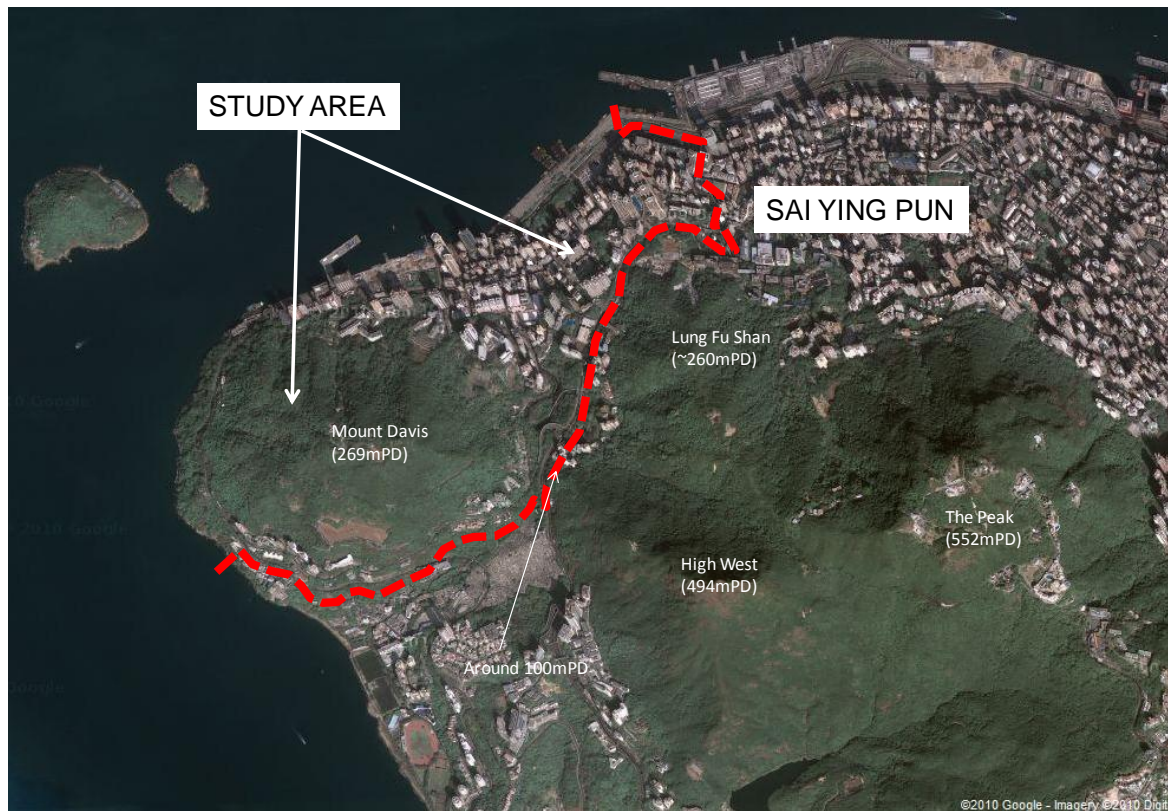 STUDY AREA
SAI YING PUN
Lung Fu Shan
(~260mPD)
Mount Davis
(269mPD)
The Peak
(552mPD)
High West
(494mPD)
Around 100mPD
©2010 Google - Imagery ©2010 Digit